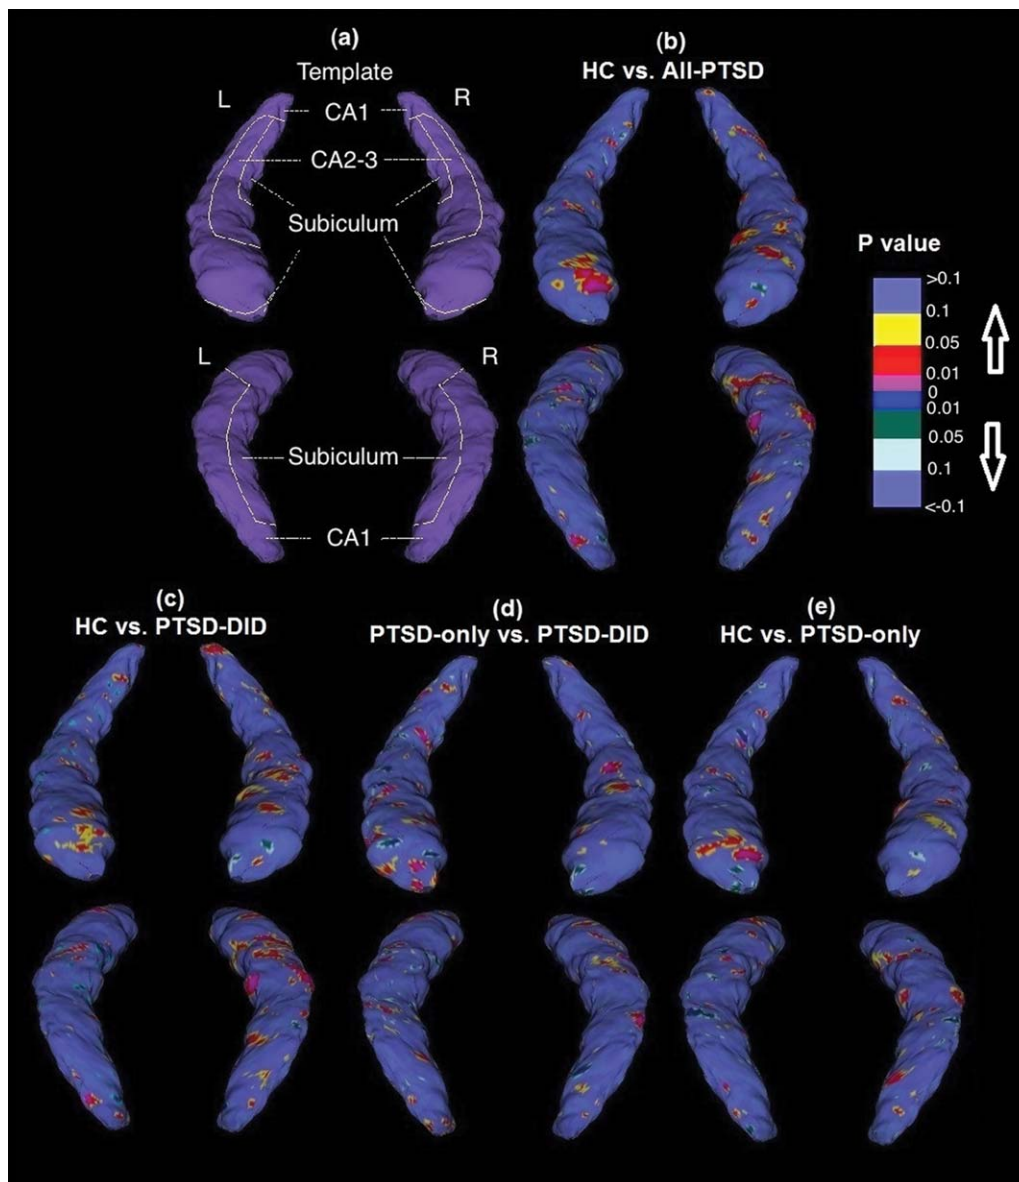 (a)
Template
L
R
CA1
CA2-3
Subiculum
L
R
Subiculum
CA1
(b)
HC vs. All-PTSD
P value
>0.1
0.1
0.05
0.01
0
0.01
0.05
0.1
<-0.1
(c)
HC vs. PTSD-DID
(d)
PTSD-only vs. PTSD-DID
(e)
HC vs. PTSD-only